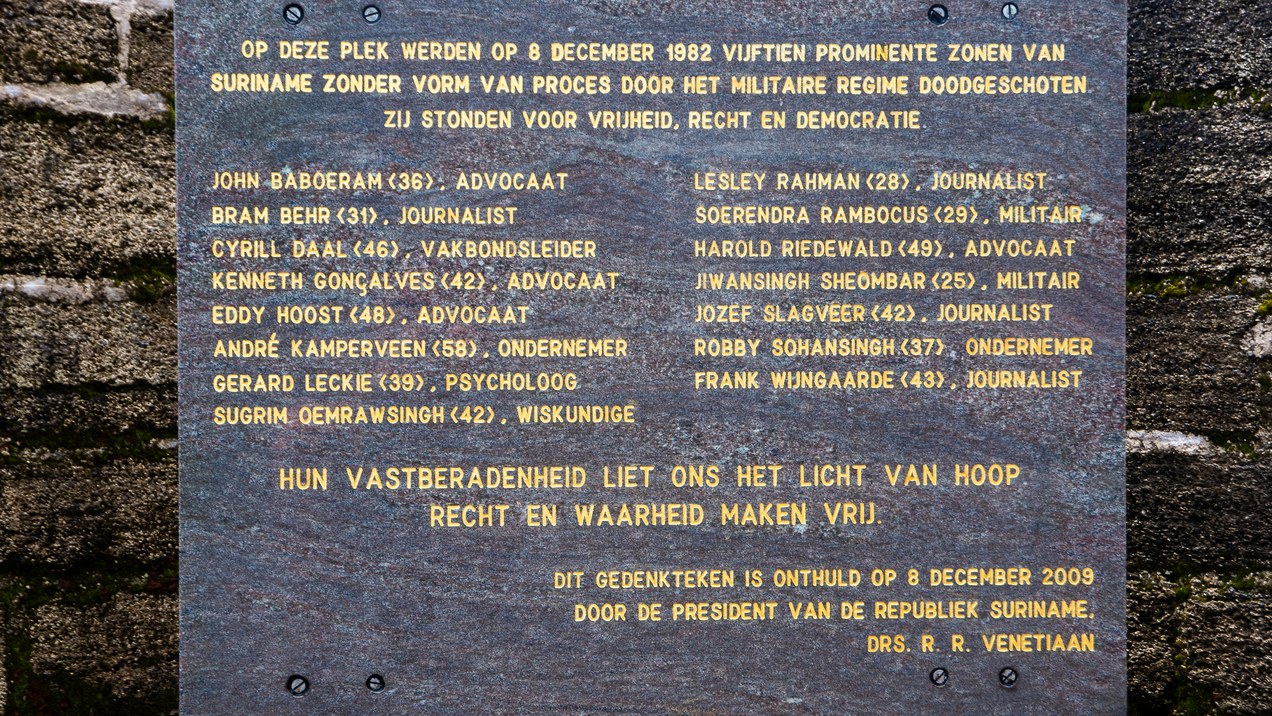 OP DEZE PLEK WERDEN OP 8 DECEMBER 1982 VIJFTIEN PROMINENTE ZONEN VAN
SURINAME ZONDER VORM VAN PROCES DOOR HET MILITAIRE REGIME DOODGESCHOTEN.
ZIJ STONDEN VOOR VRIJHEID, RECHT EN DEMOCRATIE.
JOHN BABOERAM (36), ADVOCAAT
BRAM BEHR (31), JOURNALIST
CYRILL DAAL (46), VAKBONDSLEIDER
KENNETH GONÇALVES (42), ADVOCAAT
EDDY HOOST (48), ADVOCAAT
ANDRÉ KAMPERVEEN (58), ONDERNEMER
GERARD LECKIE (39), PSYCHOLOOG
SUGRIM OEMRAWSINGH (42), WISKUNDIGE
LESLEY RAHMAN (28), JOURNALIST
SOERENDRA RAMBOCUS (29), MILITAIR
HAROLD RIEDEWALD (49), ADVOCAAT
JIWANSINGH SHEOMBAR (25), MILITAIR
JOZEF SLAGVEER (42), JOURNALIST
ROBBY SOHANSINGH (37), ONDERNEMER
FRANK WIJNGAARDE (43), JOURNALIST
HUN VASTBERADENHEID LIET ONS HET LICHT VAN HOOP.
RECHT EN WAARHEID MAKEN VRIJ.
DIT GEDENKTEKEN IS ONTHULD OP 8 DECEMBER 2009
DOOR DE PRESIDENT VAN DE REPUBLIEK SURINAME,
DRS. R. R. VENETIAAN